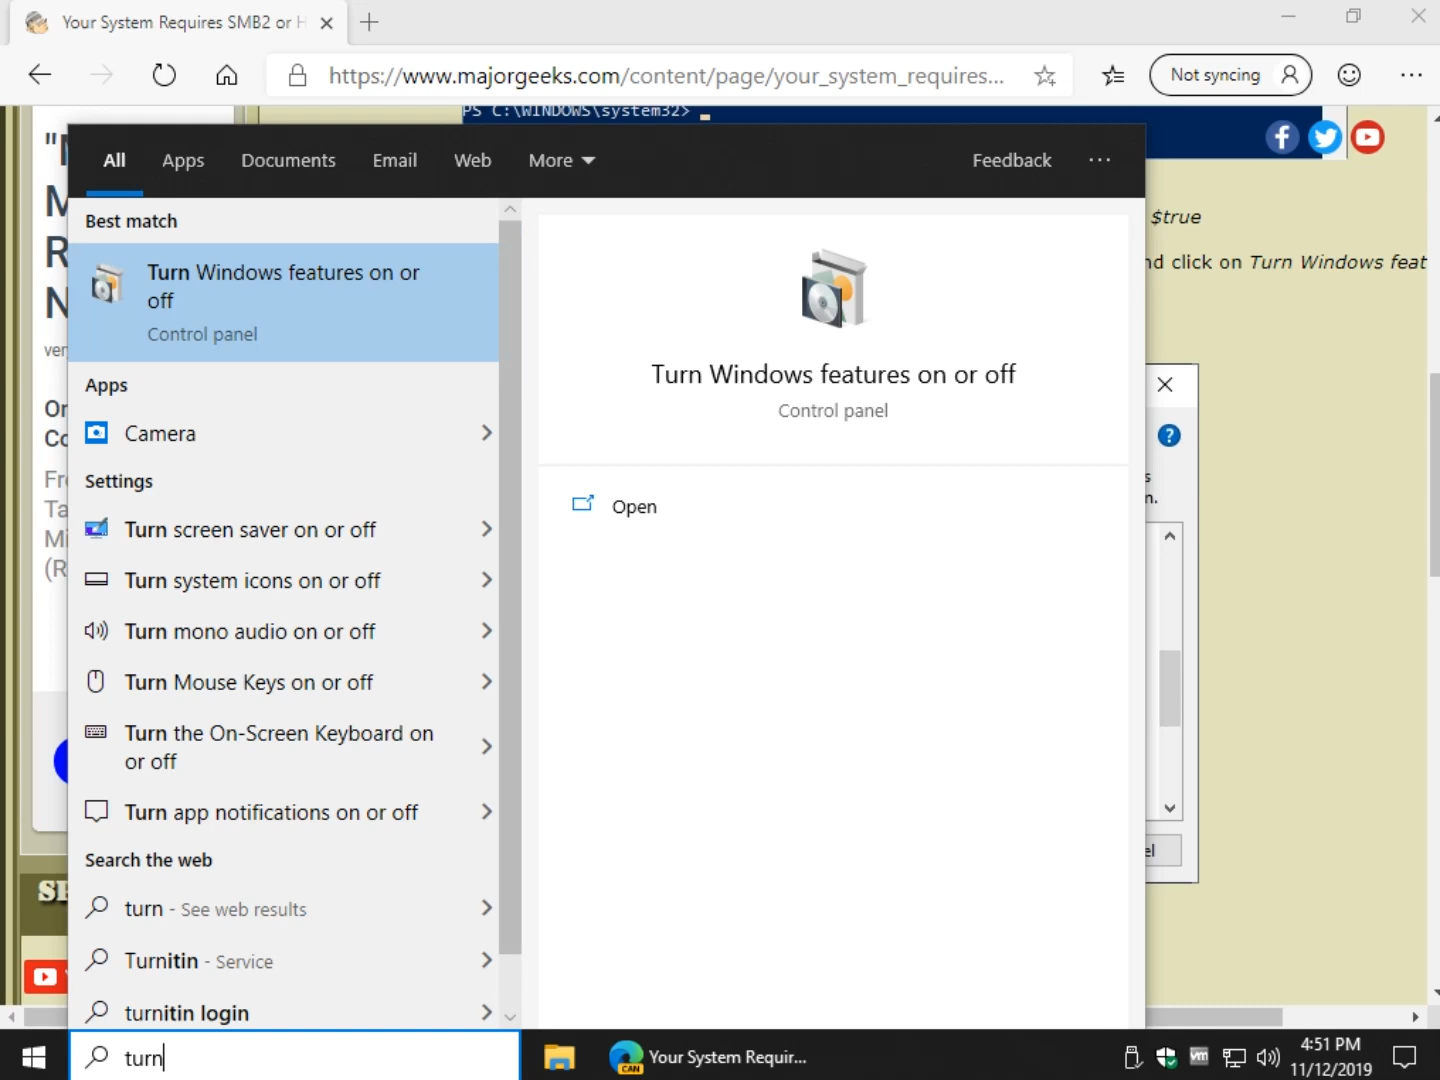 Your System Requires SMB2 or H
https://www.majorgeeks.com/content/page/your_system_requires...
Not syncing
PS C:\WINDOWS\system32>
All
Apps
Documents
Email
Web
More
Feedback
Best match
Turn Windows features on or
off
Control panel
Apps
Camera
Settings
Turn screen saver on or off
Turn system icons on or off
Turn mono audio on or off
Turn Mouse Keys on or off
Turn the On-Screen Keyboard on
or off
Turn app notifications on or off
Search the web
turn - See web results
Turnitin - Service
turnitin login
turn
Turn Windows features on or off
Control panel
Open
$true
nd click on Turn Windows feat
Your System Requir...
CAN
vm
4:51 PM
11/12/2019